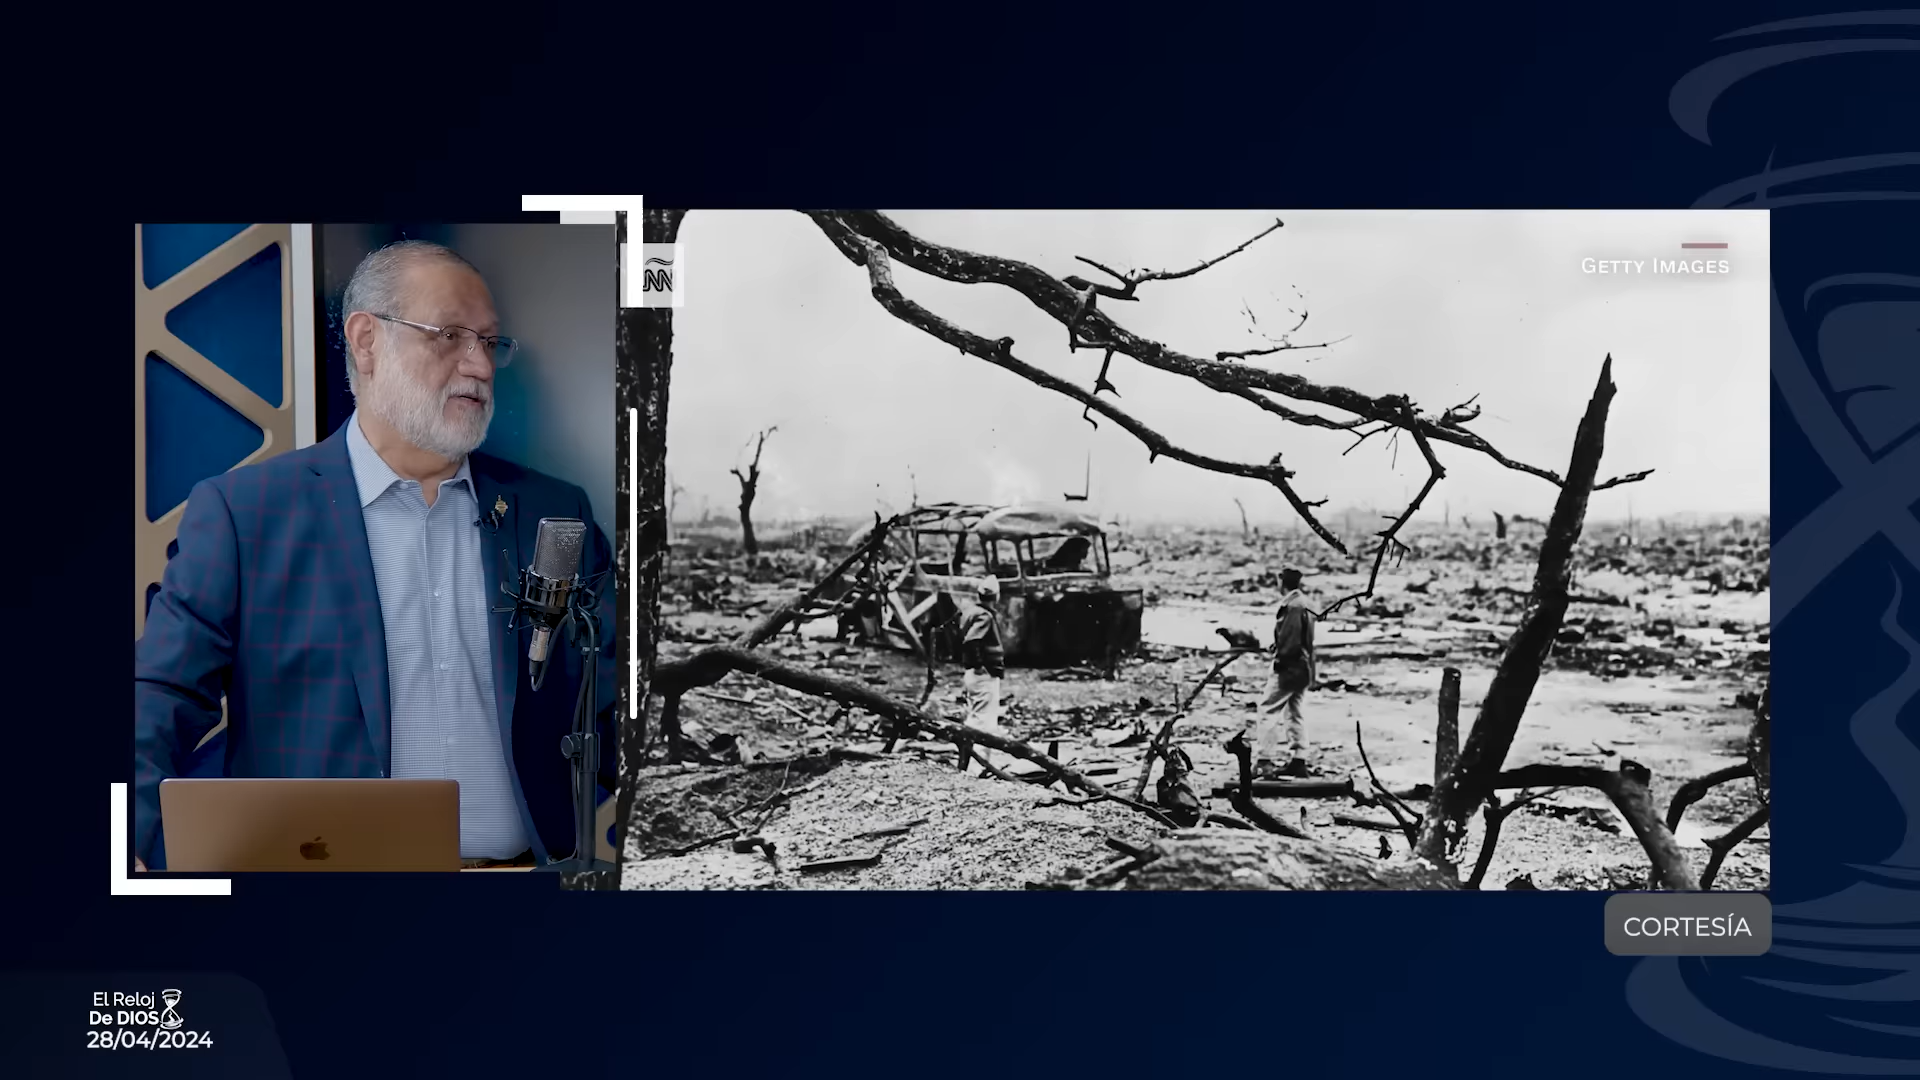 GETTY IMAGES
CORTESÍA
El Reloj
De DIOS
28/04/2024